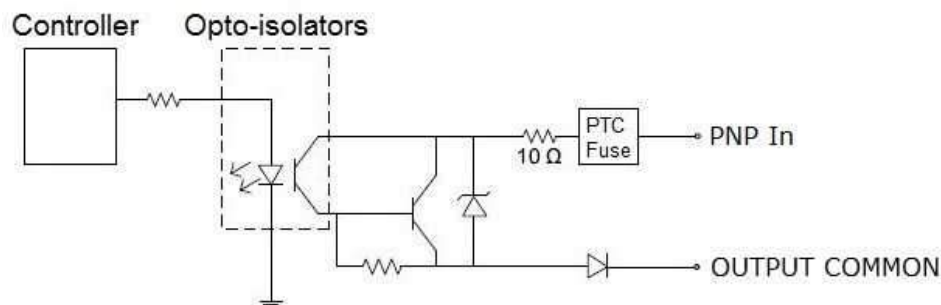 Controller
Opto-isolators
PTC
Fuse
10 Ω
PNP In
OUTPUT COMMON